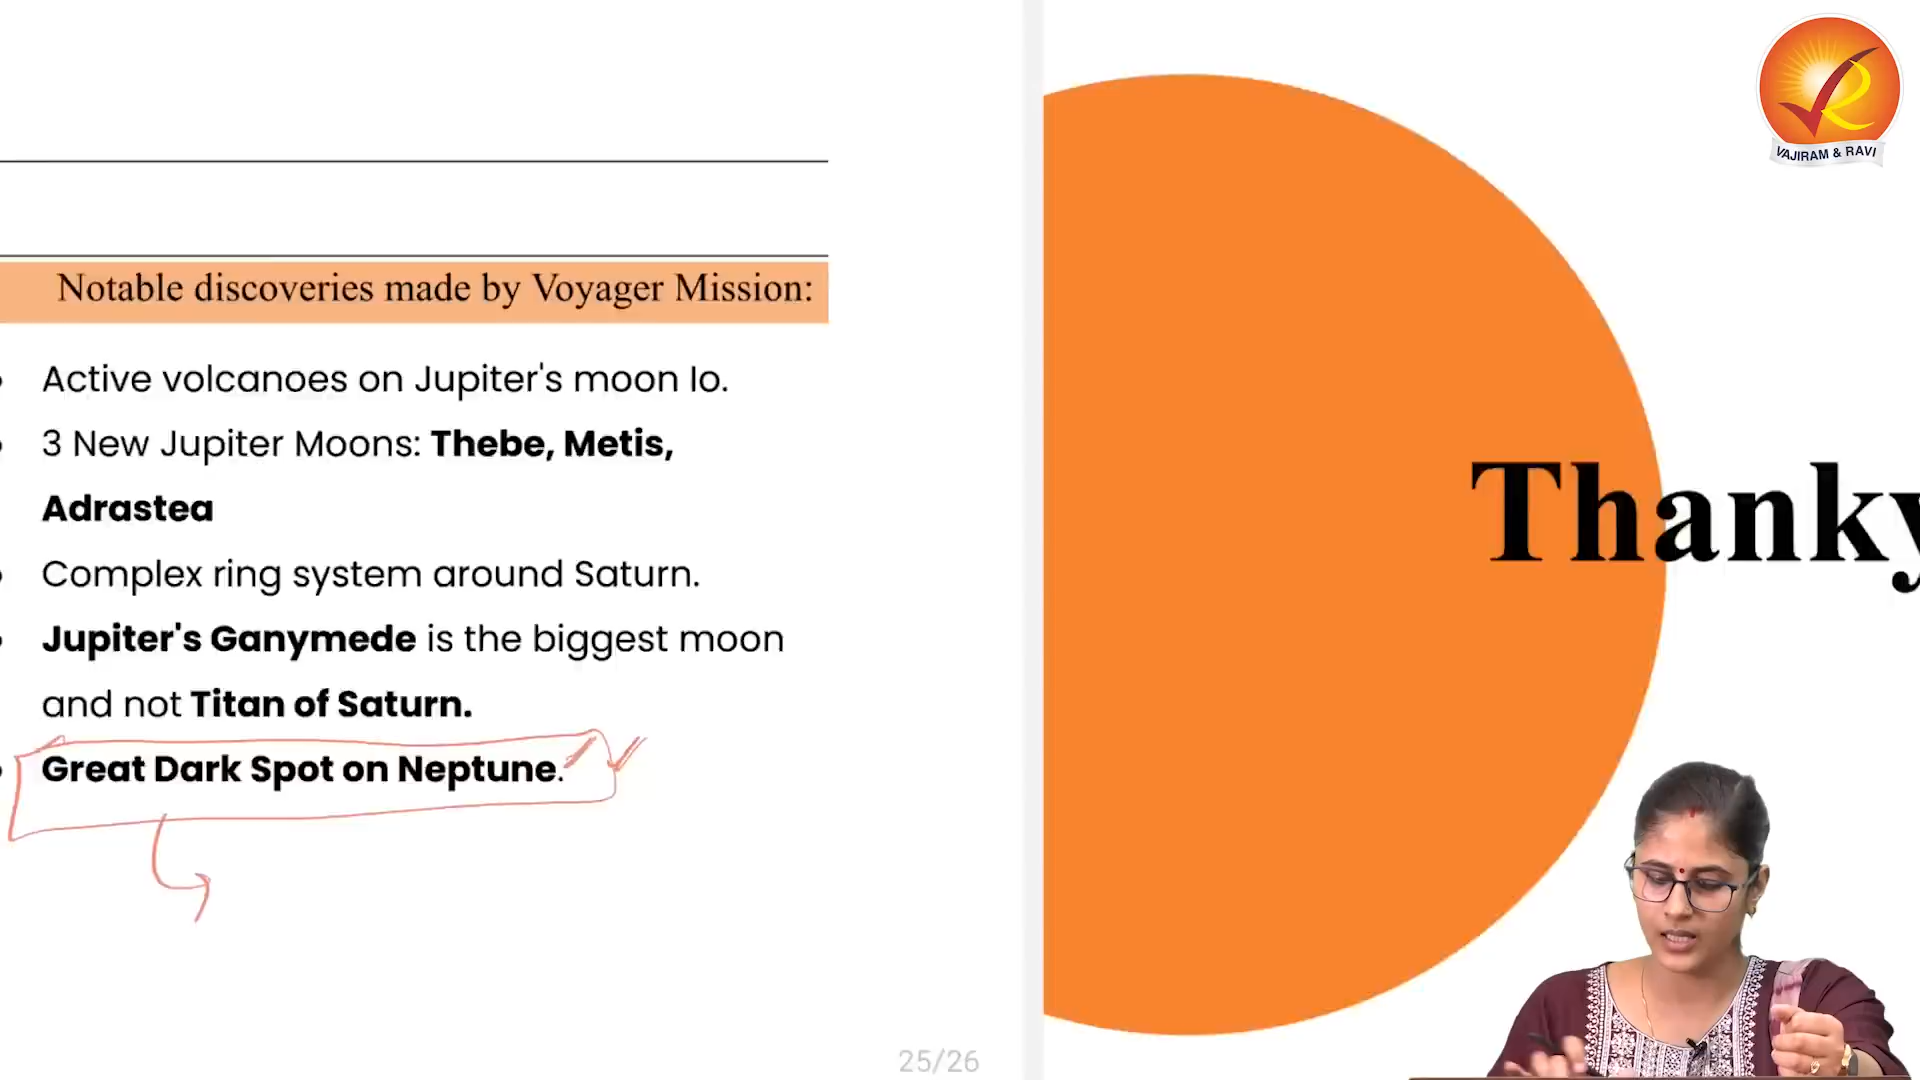 Notable discoveries made by Voyager Mission:
Active volcanoes on Jupiter's moon Io.
3 New Jupiter Moons: Thebe, Metis,
Adrastea
Complex ring system around Saturn.
Jupiter's Ganymede is the biggest moon
and not Titan of Saturn.
Great Dark Spot on Neptune.
25/26
Thanky
VAJIRAM & RAVI